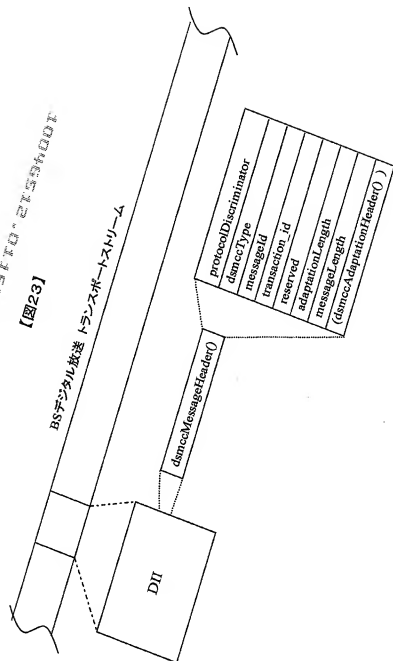 【図23】
BSデジタル放送 トランスポートストリーム
DII
dsmccMessageHeader()
protocolDiscriminator
dsmccType
messageId
transaction_id
reserved
adaptationLength
messageLength
(dsmccAdaptationHeader() )